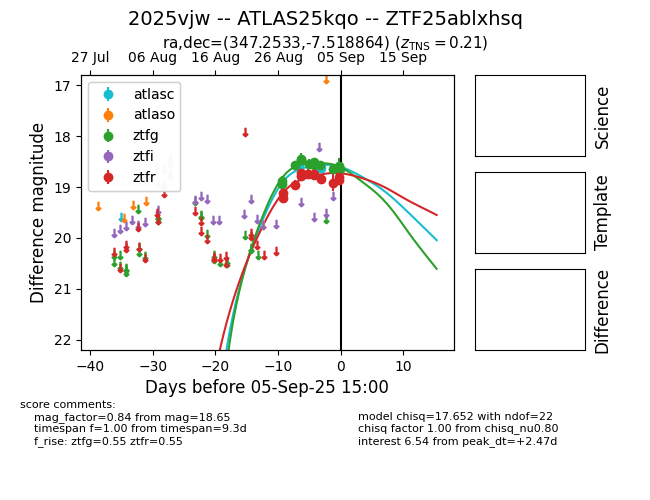 2025vjw -- ATLAS25kqo -- ZTF25ablxhsq
ra,dec=(347.2533,-7.518864) (z_TNS = 0.21)
27 Jul 06 Aug 16 Aug 26 Aug 05 Sep 15 Sep
17
18
19
20
21
22
Difference magnitude
atlasc
atlaso
ztfg
ztfi
ztfr
−40 −30 −20 −10 0 10
Days before 05-Sep-25 15:00
Science
Template
Difference
score comments:
mag_factor=0.84 from mag=18.65
timespan f=1.00 from timespan=9.3d
f_rise: ztfg=0.55 ztfr=0.55
model chisq=17.652 with ndof=22
chisq factor 1.00 from chisq_nu0.80
interest 6.54 from peak_dt=+2.47d